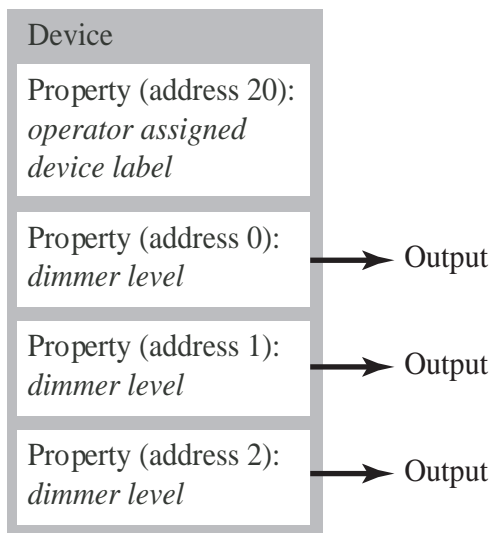 Device
Property (address 20):
operator assigned
device label
Property (address 0):
dimmer level
Output
Property (address 1):
dimmer level
Output
Property (address 2):
dimmer level
Output